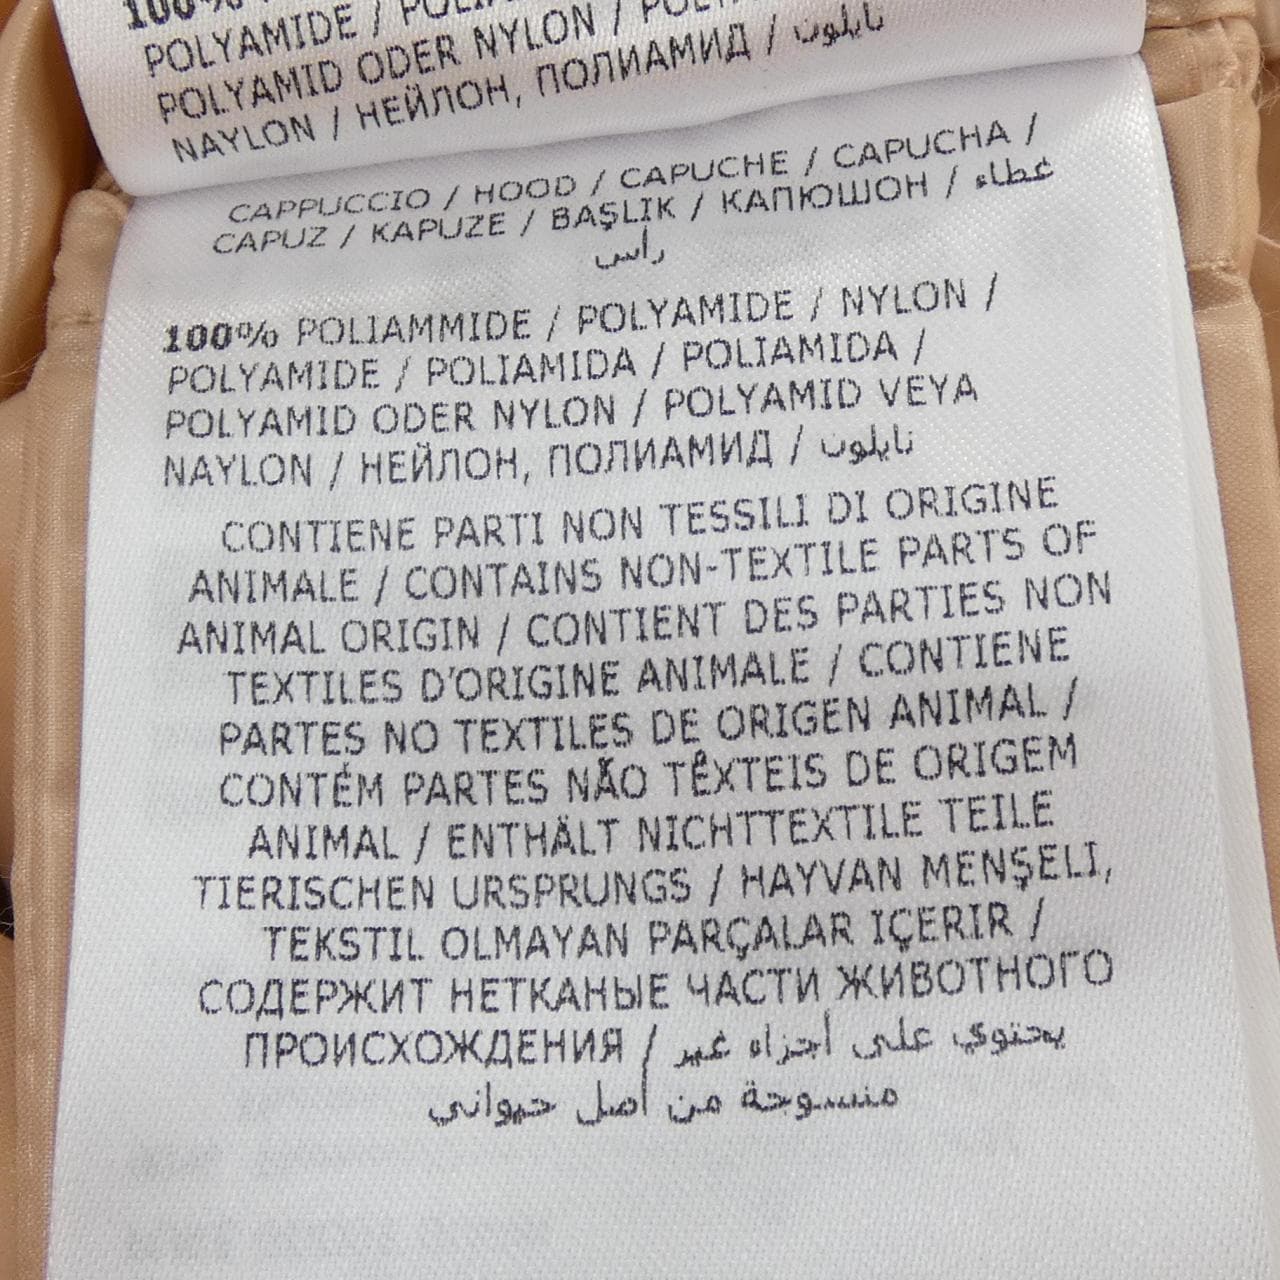 100%
POLYAMIDE /
POLYAMID ODER NYLON /
NAYLON / НЕЙЛОН, ПОЛИАМИД / نايلون
CAPPUCCIO / HOOD / CAPUCHE / CAPUCHA /
CAPUZ / KAPUZE / BAŞLIK / КАПЮШОН / غطاء
راس
100% POLIAMMIDE / POLYAMIDE / NYLON /
POLYAMIDE / POLIAMIDA / POLIAMIDA /
POLYAMID ODER NYLON / POLYAMID VEYA
NAYLON / НЕЙЛОН, ПОЛИАМИД / نايلون
CONTIENE PARTI NON TESSILI DI ORIGINE
ANIMALE / CONTAINS NON-TEXTILE PARTS OF
ANIMAL ORIGIN / CONTIENT DES PARTIES NON
TEXTILES D'ORIGINE ANIMALE / CONTIENE
PARTES NO TEXTILES DE ORIGEN ANIMAL /
CONTÉM PARTES NÃO TÊXTEIS DE ORIGEM
ANIMAL / ENTHÄLT NICHTTEXTILE TEILE
TIERISCHEN URSPRUNGS / HAYVAN MENŞELI,
TEKSTIL OLMAYAN PARÇALAR IÇERIR /
СОДЕРЖИТ НЕТКАНЫЕ ЧАСТИ ЖИВОТНОГО
ПРОИСХОЖДЕНИЯ / يحتوي على أجزاء غير
منسوجة من أصل حيواني